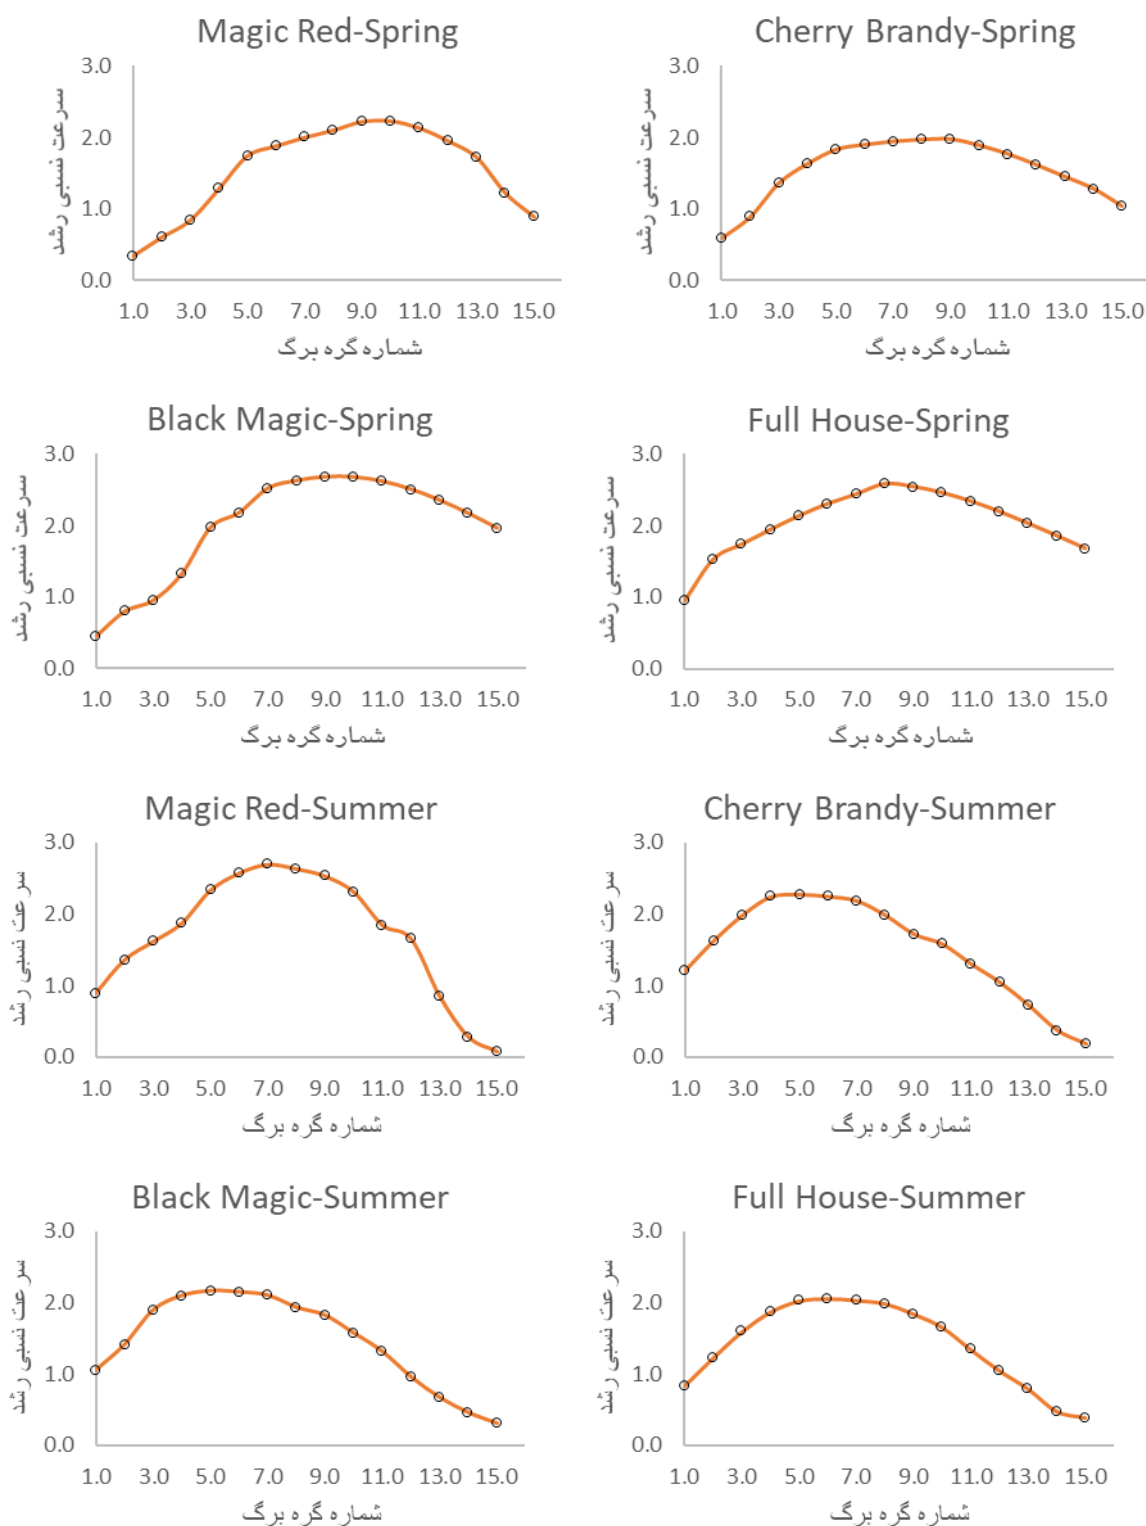 Magic Red-Spring
3.0
2.0
1.0
0.0
سرعت نسبی رشد
1.0 3.0 5.0 7.0 9.0 11.0 13.0 15.0
شماره گره برگ
Cherry Brandy-Spring
3.0
2.0
1.0
0.0
سرعت نسبی رشد
1.0 3.0 5.0 7.0 9.0 11.0 13.0 15.0
شماره گره برگ
Black Magic-Spring
3.0
2.0
1.0
0.0
سرعت نسبی رشد
1.0 3.0 5.0 7.0 9.0 11.0 13.0 15.0
شماره گره برگ
Full House-Spring
3.0
2.0
1.0
0.0
سرعت نسبی رشد
1.0 3.0 5.0 7.0 9.0 11.0 13.0 15.0
شماره گره برگ
Magic Red-Summer
3.0
2.0
1.0
0.0
سرعت نسبی رشد
1.0 3.0 5.0 7.0 9.0 11.0 13.0 15.0
شماره گره برگ
Cherry Brandy-Summer
3.0
2.0
1.0
0.0
سرعت نسبی رشد
1.0 3.0 5.0 7.0 9.0 11.0 13.0 15.0
شماره گره برگ
Black Magic-Summer
3.0
2.0
1.0
0.0
سرعت نسبی رشد
1.0 3.0 5.0 7.0 9.0 11.0 13.0 15.0
شماره گره برگ
Full House-Summer
3.0
2.0
1.0
0.0
سرعت نسبی رشد
1.0 3.0 5.0 7.0 9.0 11.0 13.0 15.0
شماره گره برگ